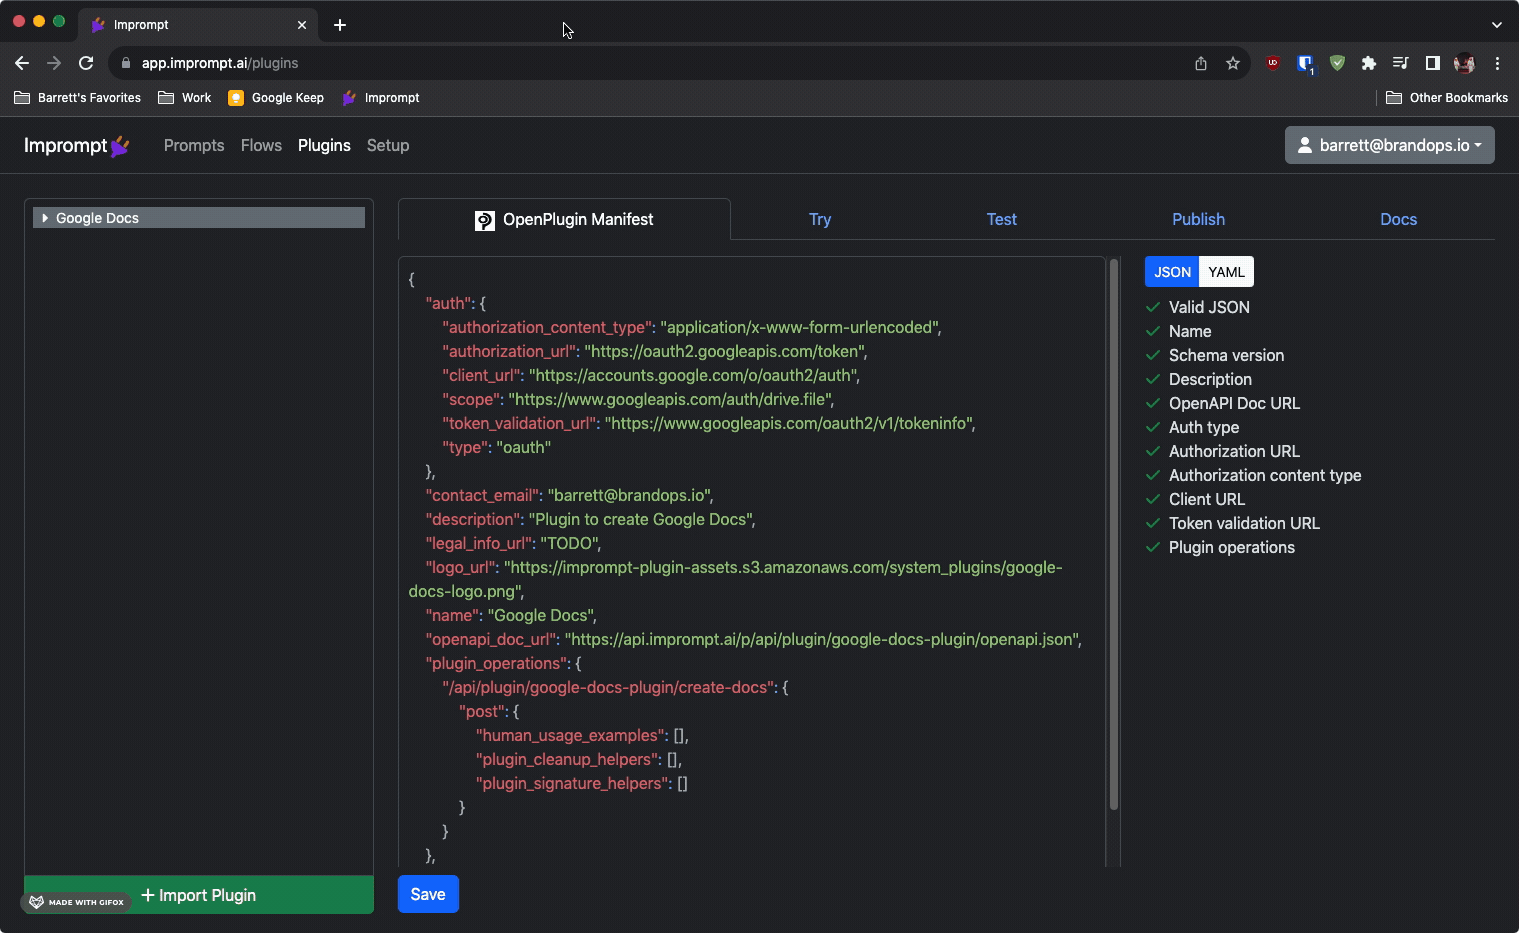 Imprompt
app.imprompt.ai/plugins
UD
1
Barrett's Favorites
Work
Google Keep
Imprompt
Other Bookmarks
Imprompt
Prompts
Flows
Plugins
Setup
barrett@brandops.io
Google Docs
OpenPlugin Manifest
Try
Test
Publish
Docs
{
"auth": {
"authorization_content_type": "application/x-www-form-urlencoded",
"authorization_url": "https://oauth2.googleapis.com/token",
"client_url": "https://accounts.google.com/o/oauth2/auth",
"scope": "https://www.googleapis.com/auth/drive.file",
"token_validation_url": "https://www.googleapis.com/oauth2/v1/tokeninfo",
"type": "oauth"
},
"contact_email": "barrett@brandops.io",
"description": "Plugin to create Google Docs",
"legal_info_url": "TODO",
"logo_url": "https://imprompt-plugin-assets.s3.amazonaws.com/system_plugins/google-
docs-logo.png",
"name": "Google Docs",
"openapi_doc_url": "https://api.imprompt.ai/p/api/plugin/google-docs-plugin/openapi.json",
"plugin_operations": {
"/api/plugin/google-docs-plugin/create-docs": {
"post": {
"human_usage_examples": [],
"plugin_cleanup_helpers": [],
"plugin_signature_helpers": []
}
}
},
JSON
YAML
Valid JSON
Name
Schema version
Description
OpenAPI Doc URL
Auth type
Authorization URL
Authorization content type
Client URL
Token validation URL
Plugin operations
MADE WITH GIFOX
+ Import Plugin
Save